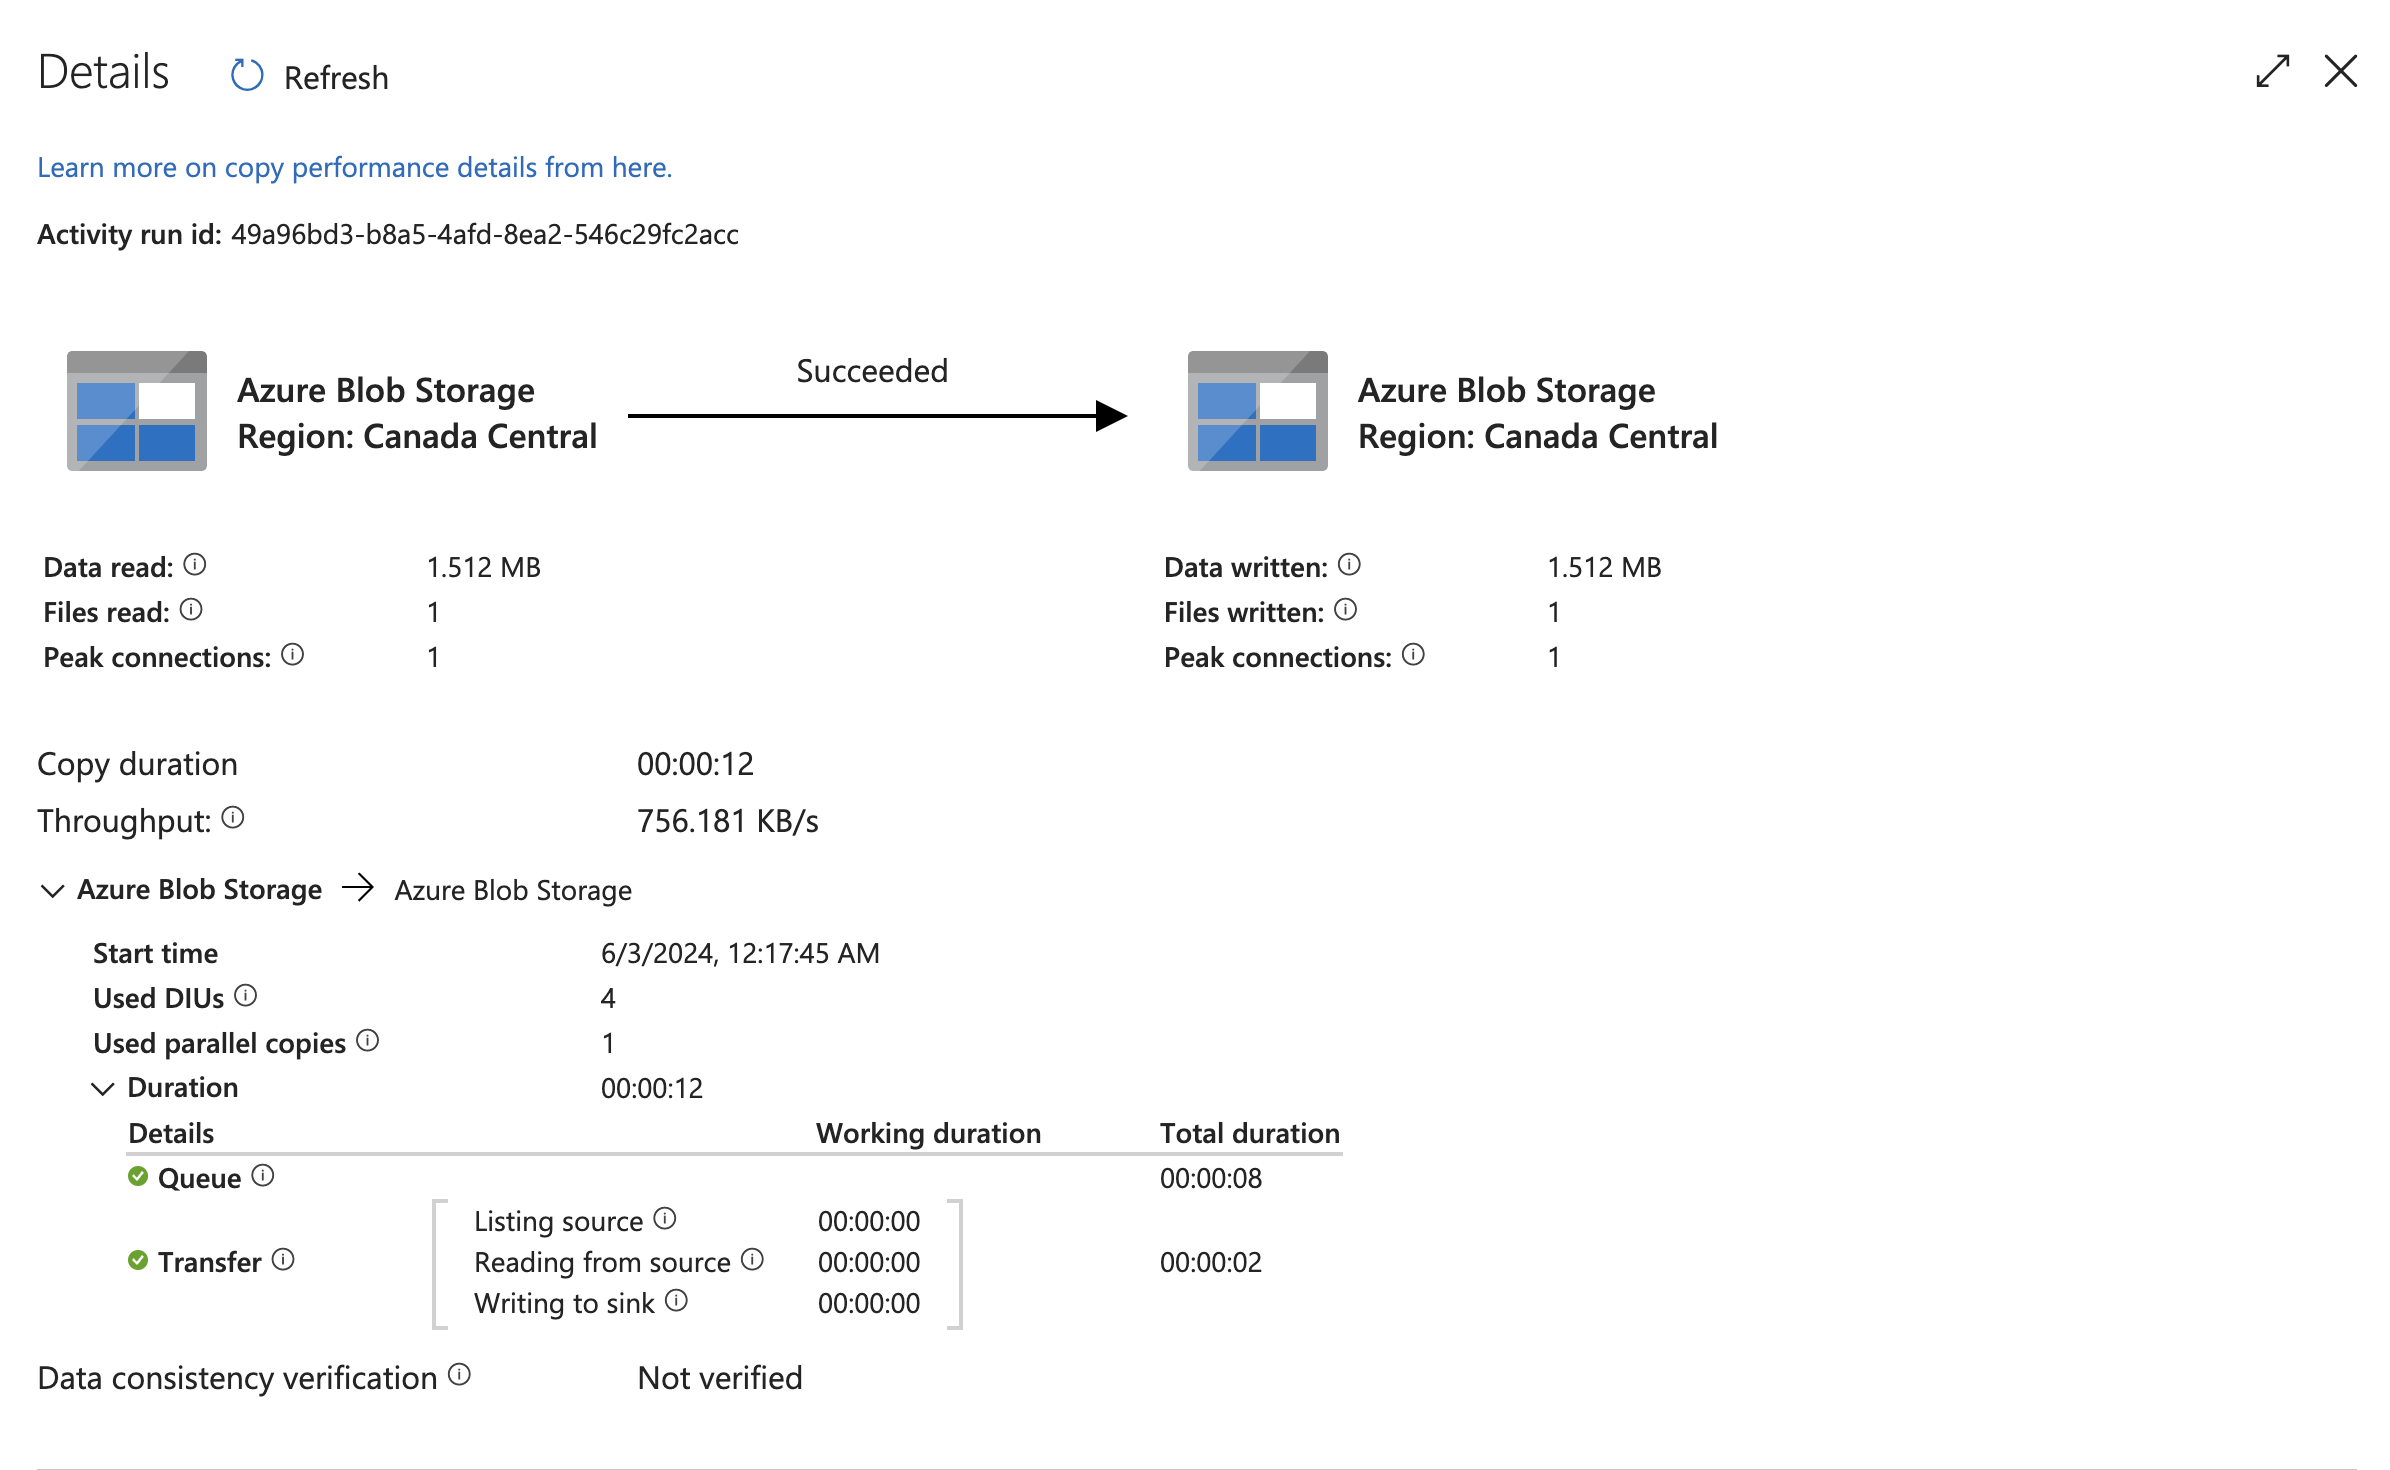 Details Refresh
Learn more on copy performance details from here.
Activity run id: 49a96bd3-b8a5-4afd-8ea2-546c29fc2acc
Succeeded
Azure Blob Storage Azure Blob Storage
Region: Canada Central Region: Canada Central
Data read: 1.512 MB Data written: 1.512 MB
Files read: 1 Files written: 1
Peak connections: 1 Peak connections: 1
Copy duration 00:00:12
Throughput: 756.181 KB/s
Azure Blob Storage → Azure Blob Storage
Start time 6/3/2024, 12:17:45 AM
Used DIUs 4
Used parallel copies 1
Duration 00:00:12
Details Working duration Total duration
Queue 00:00:08
Listing source 00:00:00
Transfer Reading from source 00:00:00 00:00:02
Writing to sink 00:00:00
Data consistency verification Not verified